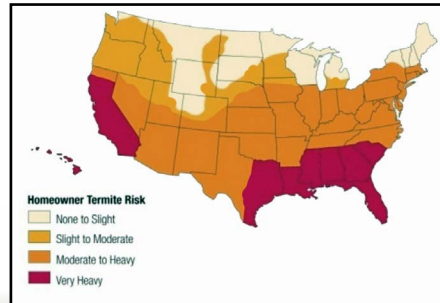 Homeowner Termite Risk
None to Slight
Slight to Moderate
Moderate to Heavy
Very Heavy